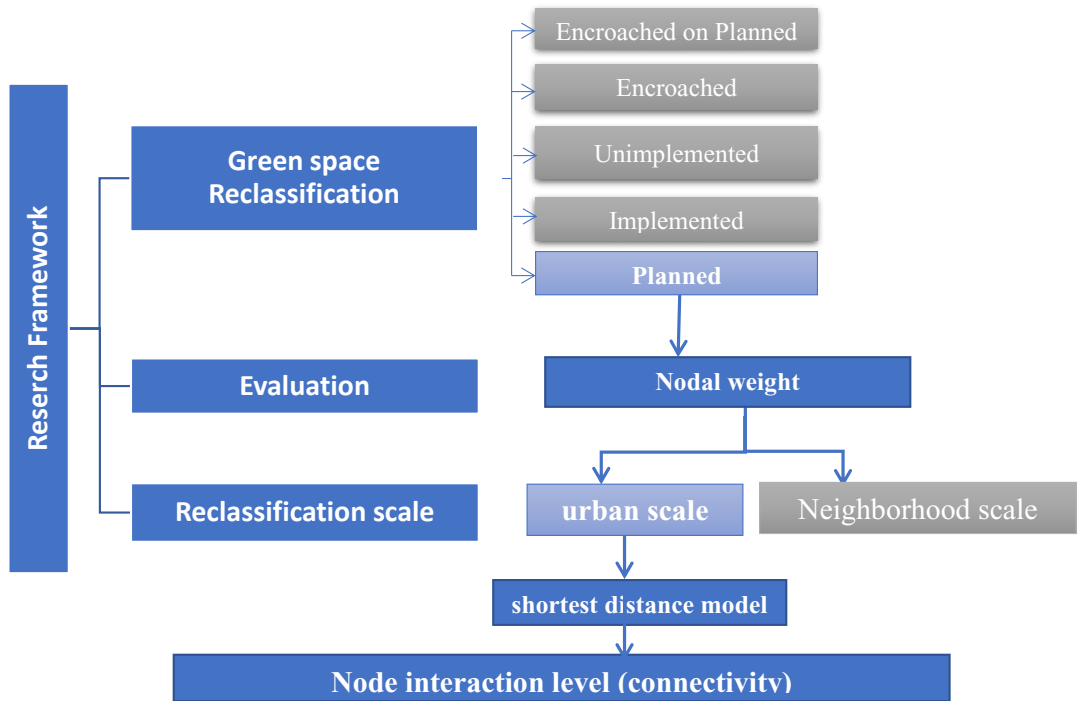 Reserch Framework
Green space
Reclassification
Evaluation
Reclassification scale
Encroached on Planned
Encroached
Unimplemented
Implemented
Planned
Nodal weight
urban scale
Neighborhood scale
shortest distance model
Node interaction level (connectivity)